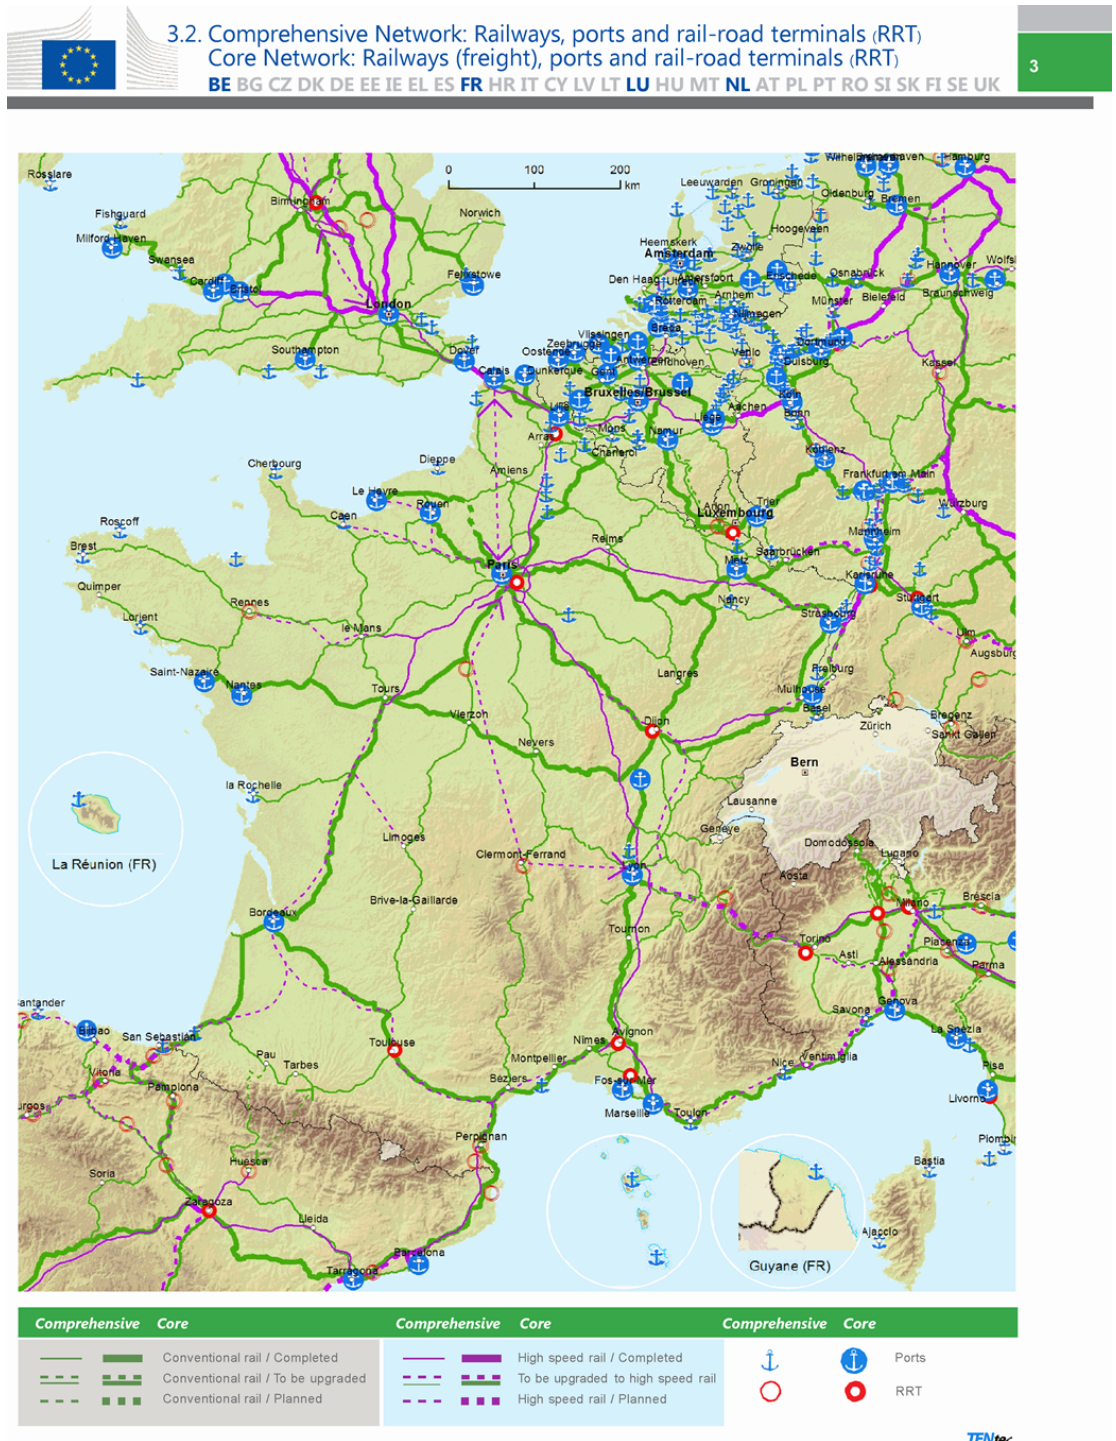 3.2. Comprehensive Network: Railways, ports and rail-road terminals (RRT)
Core Network: Railways (freight), ports and rail-road terminals (RRT)
BE BG CZ DK DE EE IE EL ES FR HR IT CY LV LT LU HU MT NL AT PL PT RO SI SK FI SE UK
3
0 100 200
km
Rosslare
Fishguard
Milford Haven
Swansea
Cardiff
Bristol
Birmingham
Norwich
Felixstowe
London
Southampton
Dover
Calais
Leeuwarden
Groningen
Oldenburg
Bremen
Hamburg
Hoogeveen
Heemskerk
Amsterdam
Zwolle
Den Haag
Utrecht
Amersfoort
Enschede
Osnabrück
Hannover
Braunschweig
Rotterdam
Arnhem
Nijmegen
Münster
Bielefeld
Breda
Vlissingen
Zeebrugge
Oostende
Dunkerque
Gent
Antwerpen
Eindhoven
Venlo
Dortmund
Duisburg
Kassel
Bruxelles/Brussel
Aachen
Köln
Bonn
Lille
Arras
Mons
Charleroi
Namur
Liège
Koblenz
Frankfurt am Main
Würzburg
Cherbourg
Dieppe
Amiens
Le Havre
Rouen
Caen
Arlon
Luxembourg
Trier
Mannheim
Roscoff
Brest
Quimper
Lorient
Rennes
le Mans
Paris
Reims
Metz
Saarbrücken
Nancy
Karlsruhe
Stuttgart
Strasbourg
Ulm
Augsburg
Saint-Nazaire
Nantes
Tours
Vierzon
Nevers
Langres
Dijon
Freiburg
Mulhouse
Basel
Zürich
Bregenz
Sankt Gallen
Bern
Lausanne
Genève
la Rochelle
Limoges
Clermont-Ferrand
Lyon
Domodossola
Lugano
Aosta
La Réunion (FR)
Brive-la-Gaillarde
Bordeaux
Tournon
Milano
Brescia
Torino
Asti
Alessandria
Piacenza
Parma
Savona
Genova
La Spezia
Pisa
Livorno
Bilbao
San Sebastián
Vitoria
Pamplona
Pau
Tarbes
Toulouse
Béziers
Montpellier
Nîmes
Avignon
Fos-sur-Mer
Marseille
Toulon
Nice
Ventimiglia
Perpignan
Soria
Huesca
Zaragoza
Lleida
Barcelona
Tarragona
Guyane (FR)
Bastia
Ajaccio
Comprehensive Core
Comprehensive Core
Comprehensive Core
Conventional rail / Completed
Conventional rail / To be upgraded
Conventional rail / Planned
High speed rail / Completed
To be upgraded to high speed rail
High speed rail / Planned
Ports
RRT